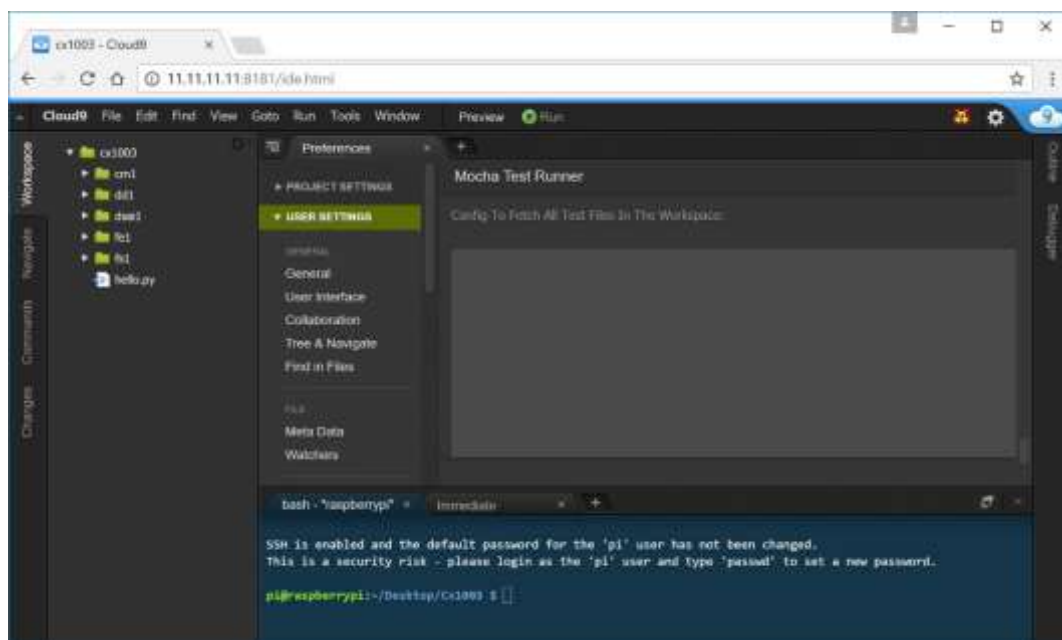 cx1003 - Cloud9
11.11.11.11:8181/ide.html
Cloud9 File Edit Find View Goto Run Tools Window Preview Run
Workspace
Navigate
Commands
Changes
cx1003
cm1
dil1
dwe1
fe1
fs1
hello.py
Preferences
PROJECT SETTINGS
USER SETTINGS
GENERAL
General
User Interface
Collaboration
Tree & Navigate
Find in Files
FILE
Meta Data
Watchers
Mocha Test Runner
Config To Fetch All Test Files In The Workspace:
Outline
Debugger
bash - "raspberrypi" Immediate
SSH is enabled and the default password for the 'pi' user has not been changed.
This is a security risk - please login as the 'pi' user and type 'passwd' to set a new password.
pi@raspberrypi:~/Desktop/Cx1003 $